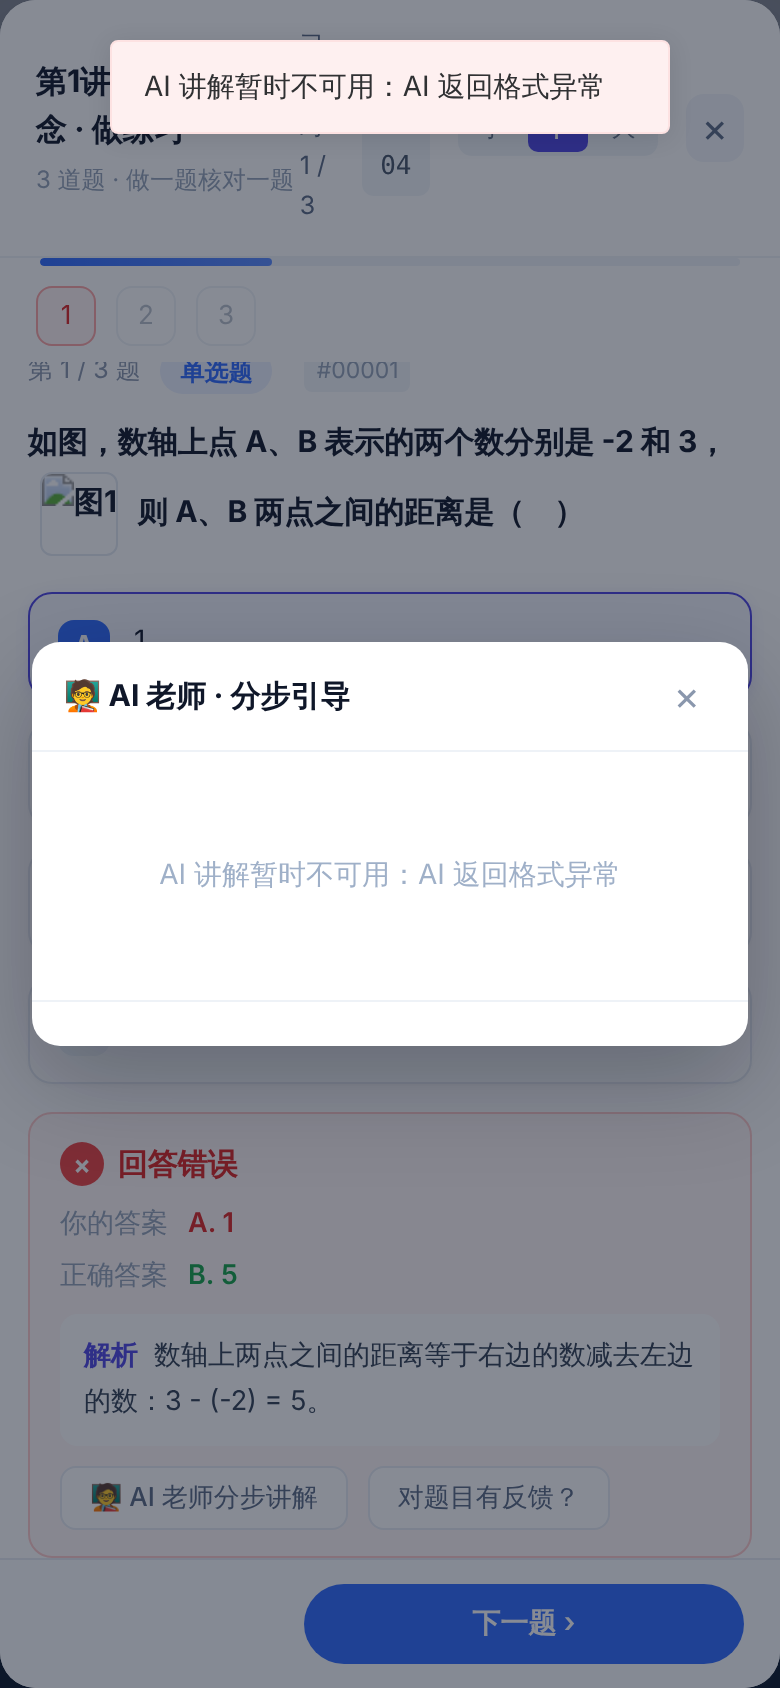 AI 讲解暂时不可用：AI 返回格式异常
第1讲
念 · 做练习
3 道题 · 做一题核对一题
1 /
3
04
1
2
3
第 1 / 3 题
单选题
#00001
如图，数轴上点 A、B 表示的两个数分别是 -2 和 3，
图1
则 A、B 两点之间的距离是（　）
A
1
AI 老师 · 分步引导
AI 讲解暂时不可用：AI 返回格式异常
回答错误
你的答案 A. 1
正确答案 B. 5
解析 数轴上两点之间的距离等于右边的数减去左边
的数：3 - (-2) = 5。
AI 老师分步讲解
对题目有反馈？
下一题 ›